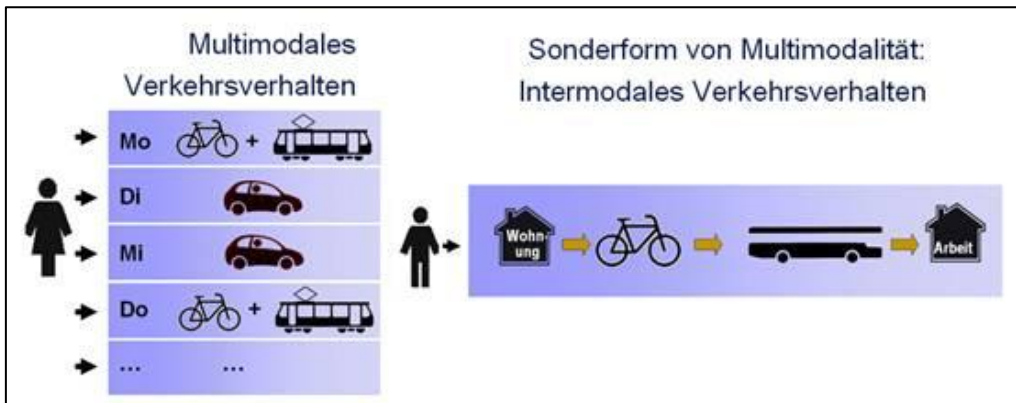 Multimodales
Verkehrsverhalten
Mo
+
Di
Mi
Do
+
... ...
Sonderform von Multimodalität:
Intermodales Verkehrsverhalten
Wohn-
ung
Arbeit